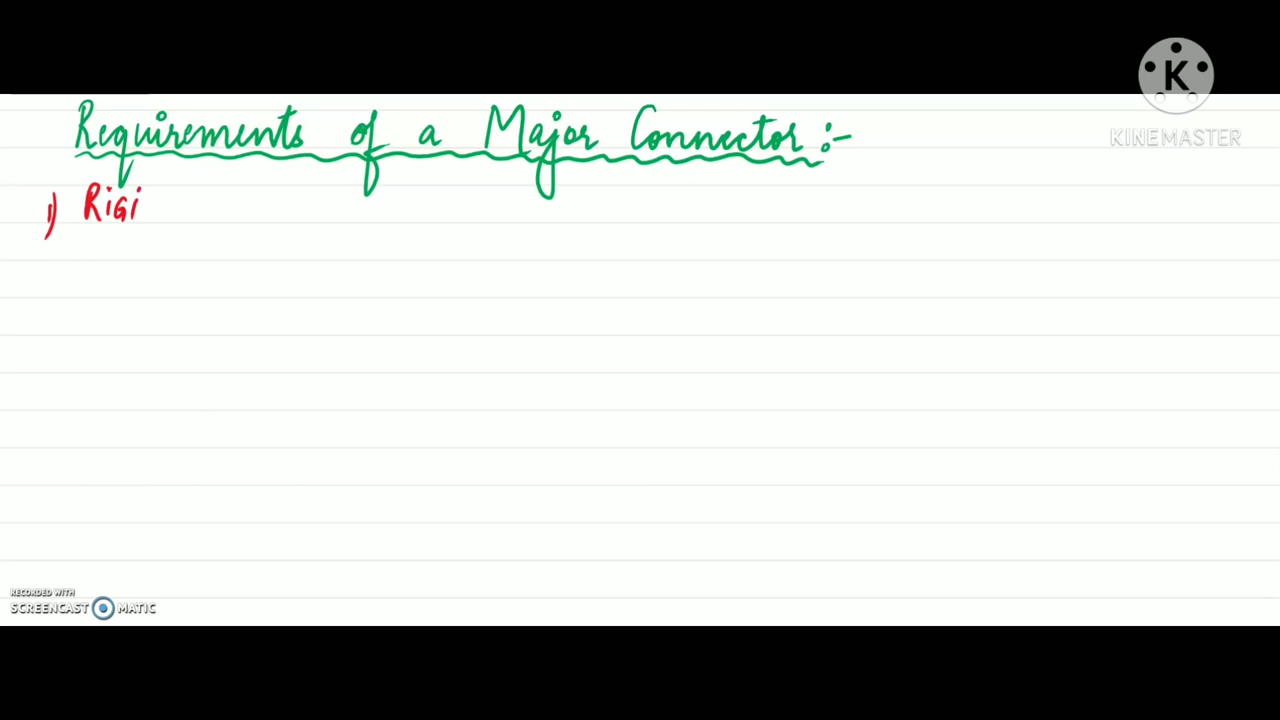 K
KINEMASTER
Requirements of a Major Connector :-
1) RiGi
RECORDED WITH
SCREENCAST MATIC